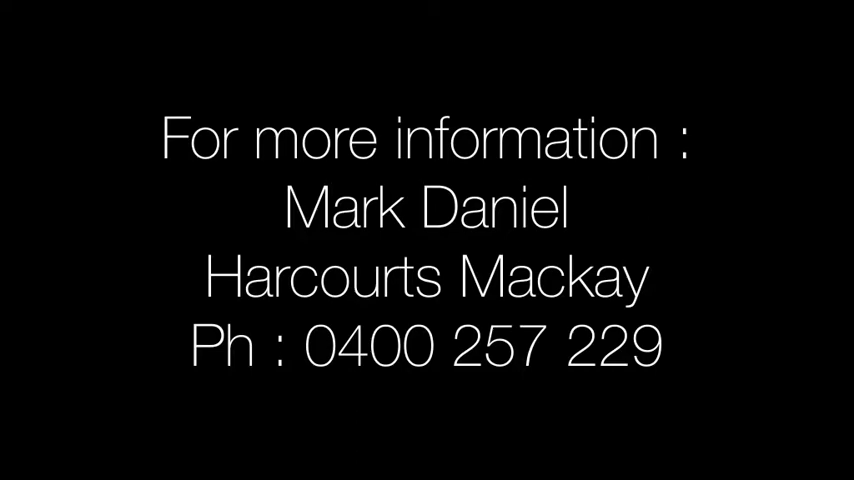 For more information :
Mark Daniel
Harcourts Mackay
Ph : 0400 257 229